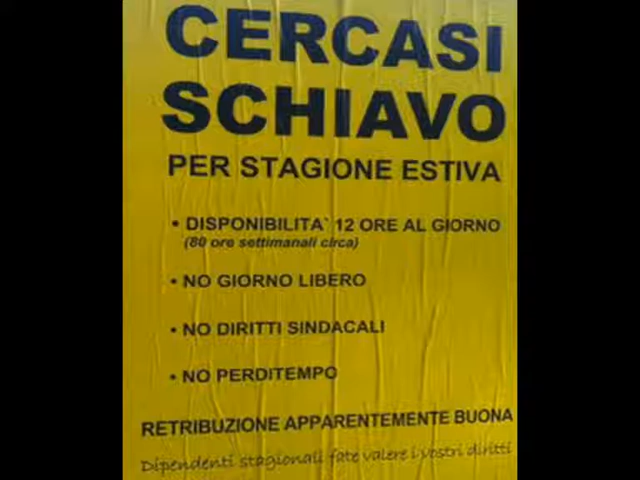 CERCASI
SCHIAVO
PER STAGIONE ESTIVA
• DISPONIBILITA` 12 ORE AL GIORNO
(80 ore settimanali circa)
• NO GIORNO LIBERO
• NO DIRITTI SINDACALI
• NO PERDITEMPO
RETRIBUZIONE APPARENTEMENTE BUONA
Dipendenti stagionali fate valere i vostri diritti